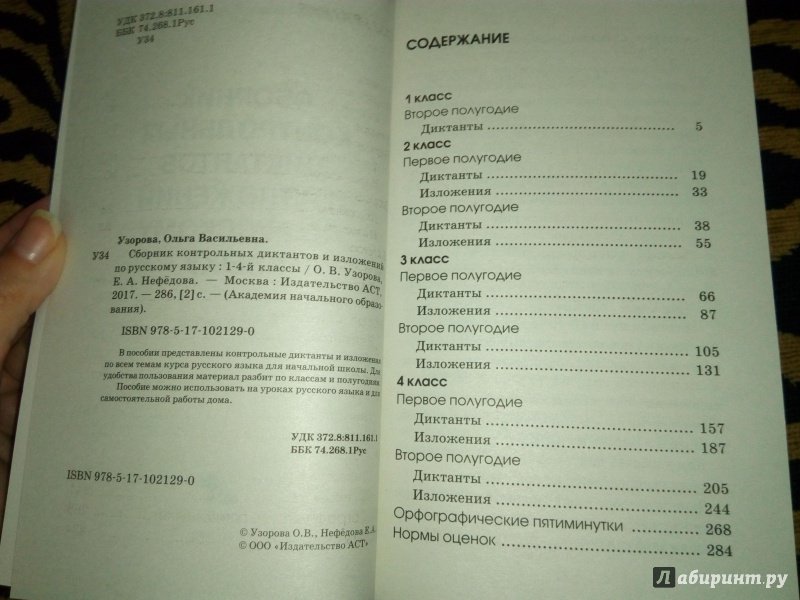 УДК 372.8:811.161.1
ББК 74.268.1Рус
У34
Узорова, Ольга Васильевна.
У34 Сборник контрольных диктантов и изложений
по русскому языку : 1-4-й классы / О. В. Узорова,
Е. А. Нефёдова. — Москва : Издательство АСТ,
2017. — 286, [2] с. — (Академия начального образо-
вания).
ISBN 978-5-17-102129-0
В пособии представлены контрольные диктанты и изложения
по всем темам курса русского языка для начальной школы. Для
удобства пользования материал разбит по классам и полугодиям.
Пособие можно использовать на уроках русского языка и для
самостоятельной работы дома.
УДК 372.8:811.161.1
ББК 74.268.1Рус
ISBN 978-5-17-102129-0
© Узорова О.В., Нефёдова Е.А.
© ООО «Издательство АСТ»
СОДЕРЖАНИЕ
1 класс
Второе полугодие
Диктанты ........ 5
2 класс
Первое полугодие
Диктанты ........ 19
Изложения ........ 33
Второе полугодие
Диктанты ........ 38
Изложения ........ 55
3 класс
Первое полугодие
Диктанты ........ 66
Изложения ........ 87
Второе полугодие
Диктанты ........ 105
Изложения ........ 131
4 класс
Первое полугодие
Диктанты ........ 157
Изложения ........ 187
Второе полугодие
Диктанты ........ 205
Изложения ........ 244
Орфографические пятиминутки ........ 268
Нормы оценок ........ 284
Лабиринт.ру